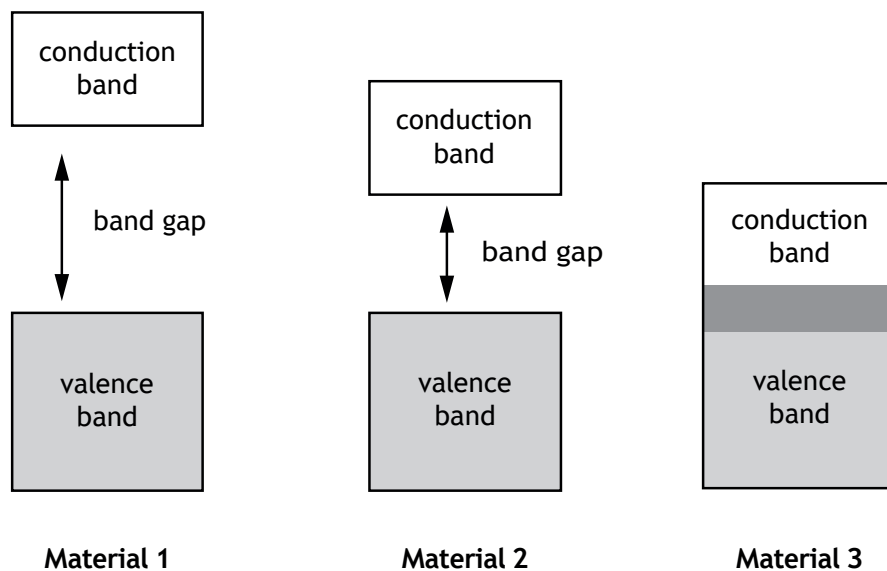 conduction
band
band gap
valence
band
Material 1
conduction
band
band gap
valence
band
Material 2
conduction
band
valence
band
Material 3